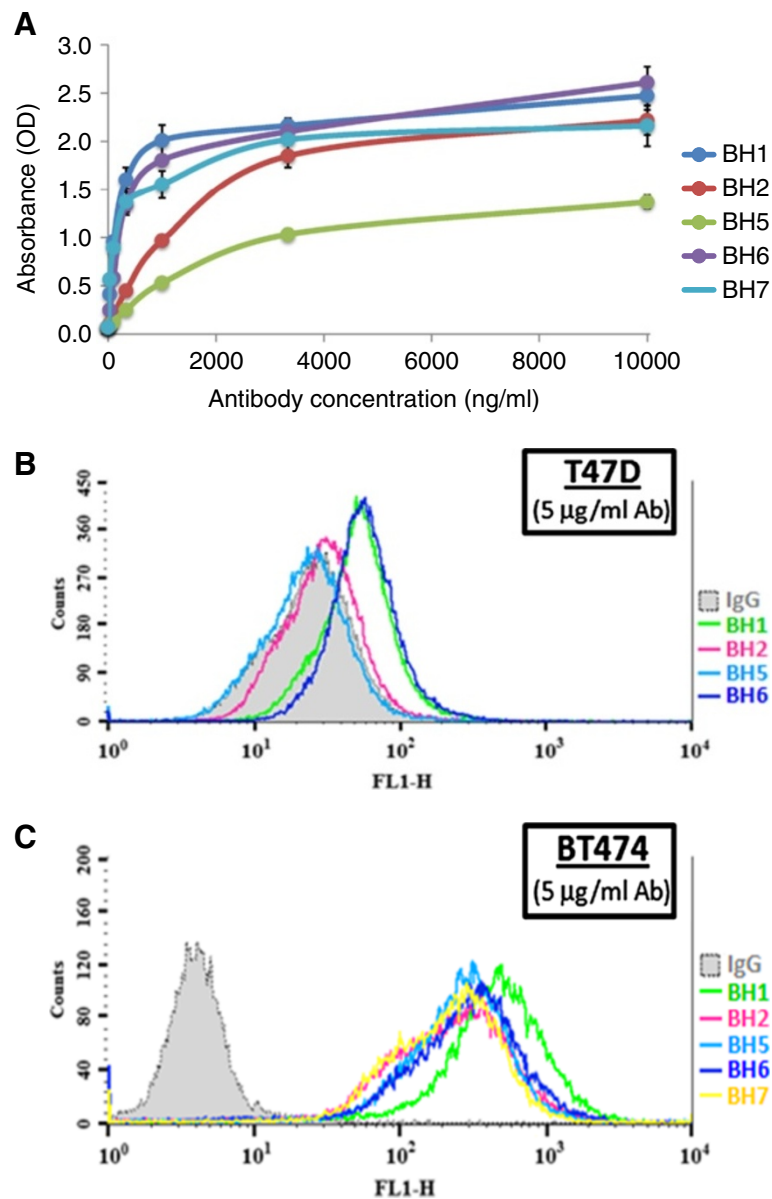 A
3.0
2.5
2.0
1.5
1.0
0.5
0.0
Absorbance (OD)
0 2000 4000 6000 8000 10000
Antibody concentration (ng/ml)
BH1
BH2
BH5
BH6
BH7
B
T47D
(5 µg/ml Ab)
450
360
270
180
90
0
Counts
10⁰ 10¹ 10² 10³ 10⁴
FL1-H
IgG
BH1
BH2
BH5
BH6
C
BT474
(5 µg/ml Ab)
200
160
120
80
40
0
Counts
10⁰ 10¹ 10² 10³ 10⁴
FL1-H
IgG
BH1
BH2
BH5
BH6
BH7